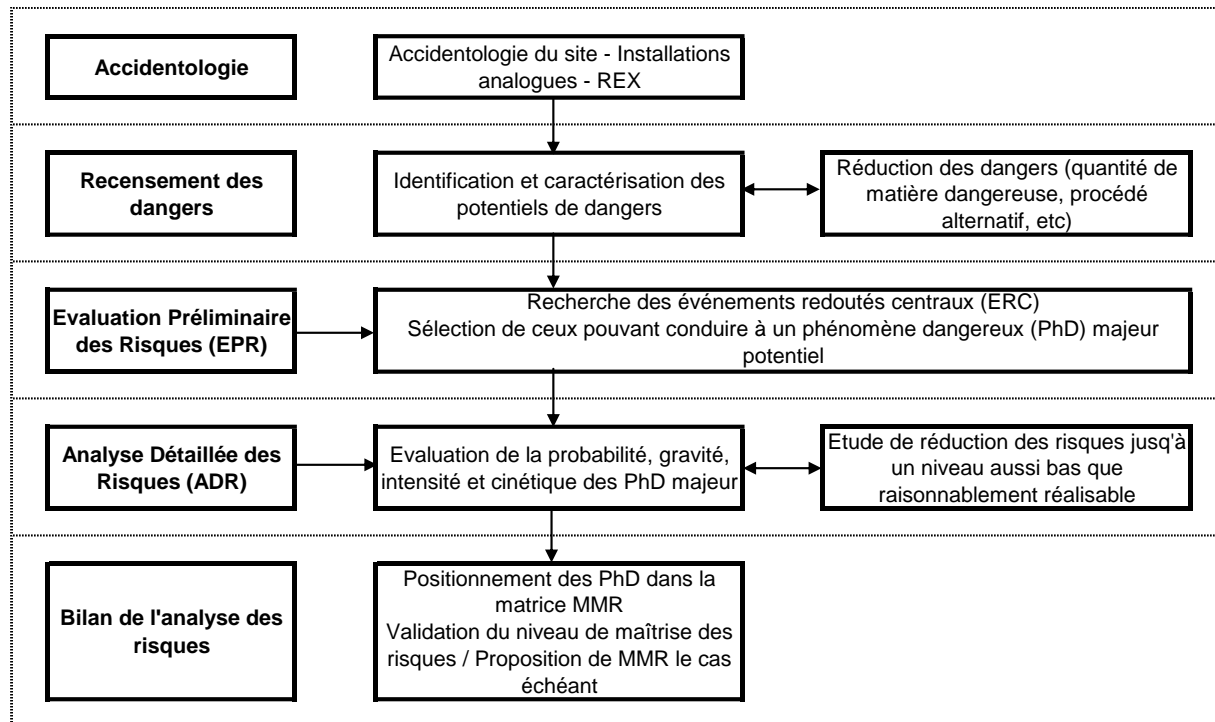 Accidentologie
Accidentologie du site - Installations
analogues - REX
Recensement des
dangers
Identification et caractérisation des
potentiels de dangers
Réduction des dangers (quantité de
matière dangereuse, procédé
alternatif, etc)
Evaluation Préliminaire
des Risques (EPR)
Recherche des événements redoutés centraux (ERC)
Sélection de ceux pouvant conduire à un phénomène dangereux (PhD) majeur
potentiel
Analyse Détaillée des
Risques (ADR)
Evaluation de la probabilité, gravité,
intensité et cinétique des PhD majeur
Etude de réduction des risques jusqu'à
un niveau aussi bas que
raisonnablement réalisable
Bilan de l'analyse des
risques
Positionnement des PhD dans la
matrice MMR
Validation du niveau de maîtrise des
risques / Proposition de MMR le cas
échéant